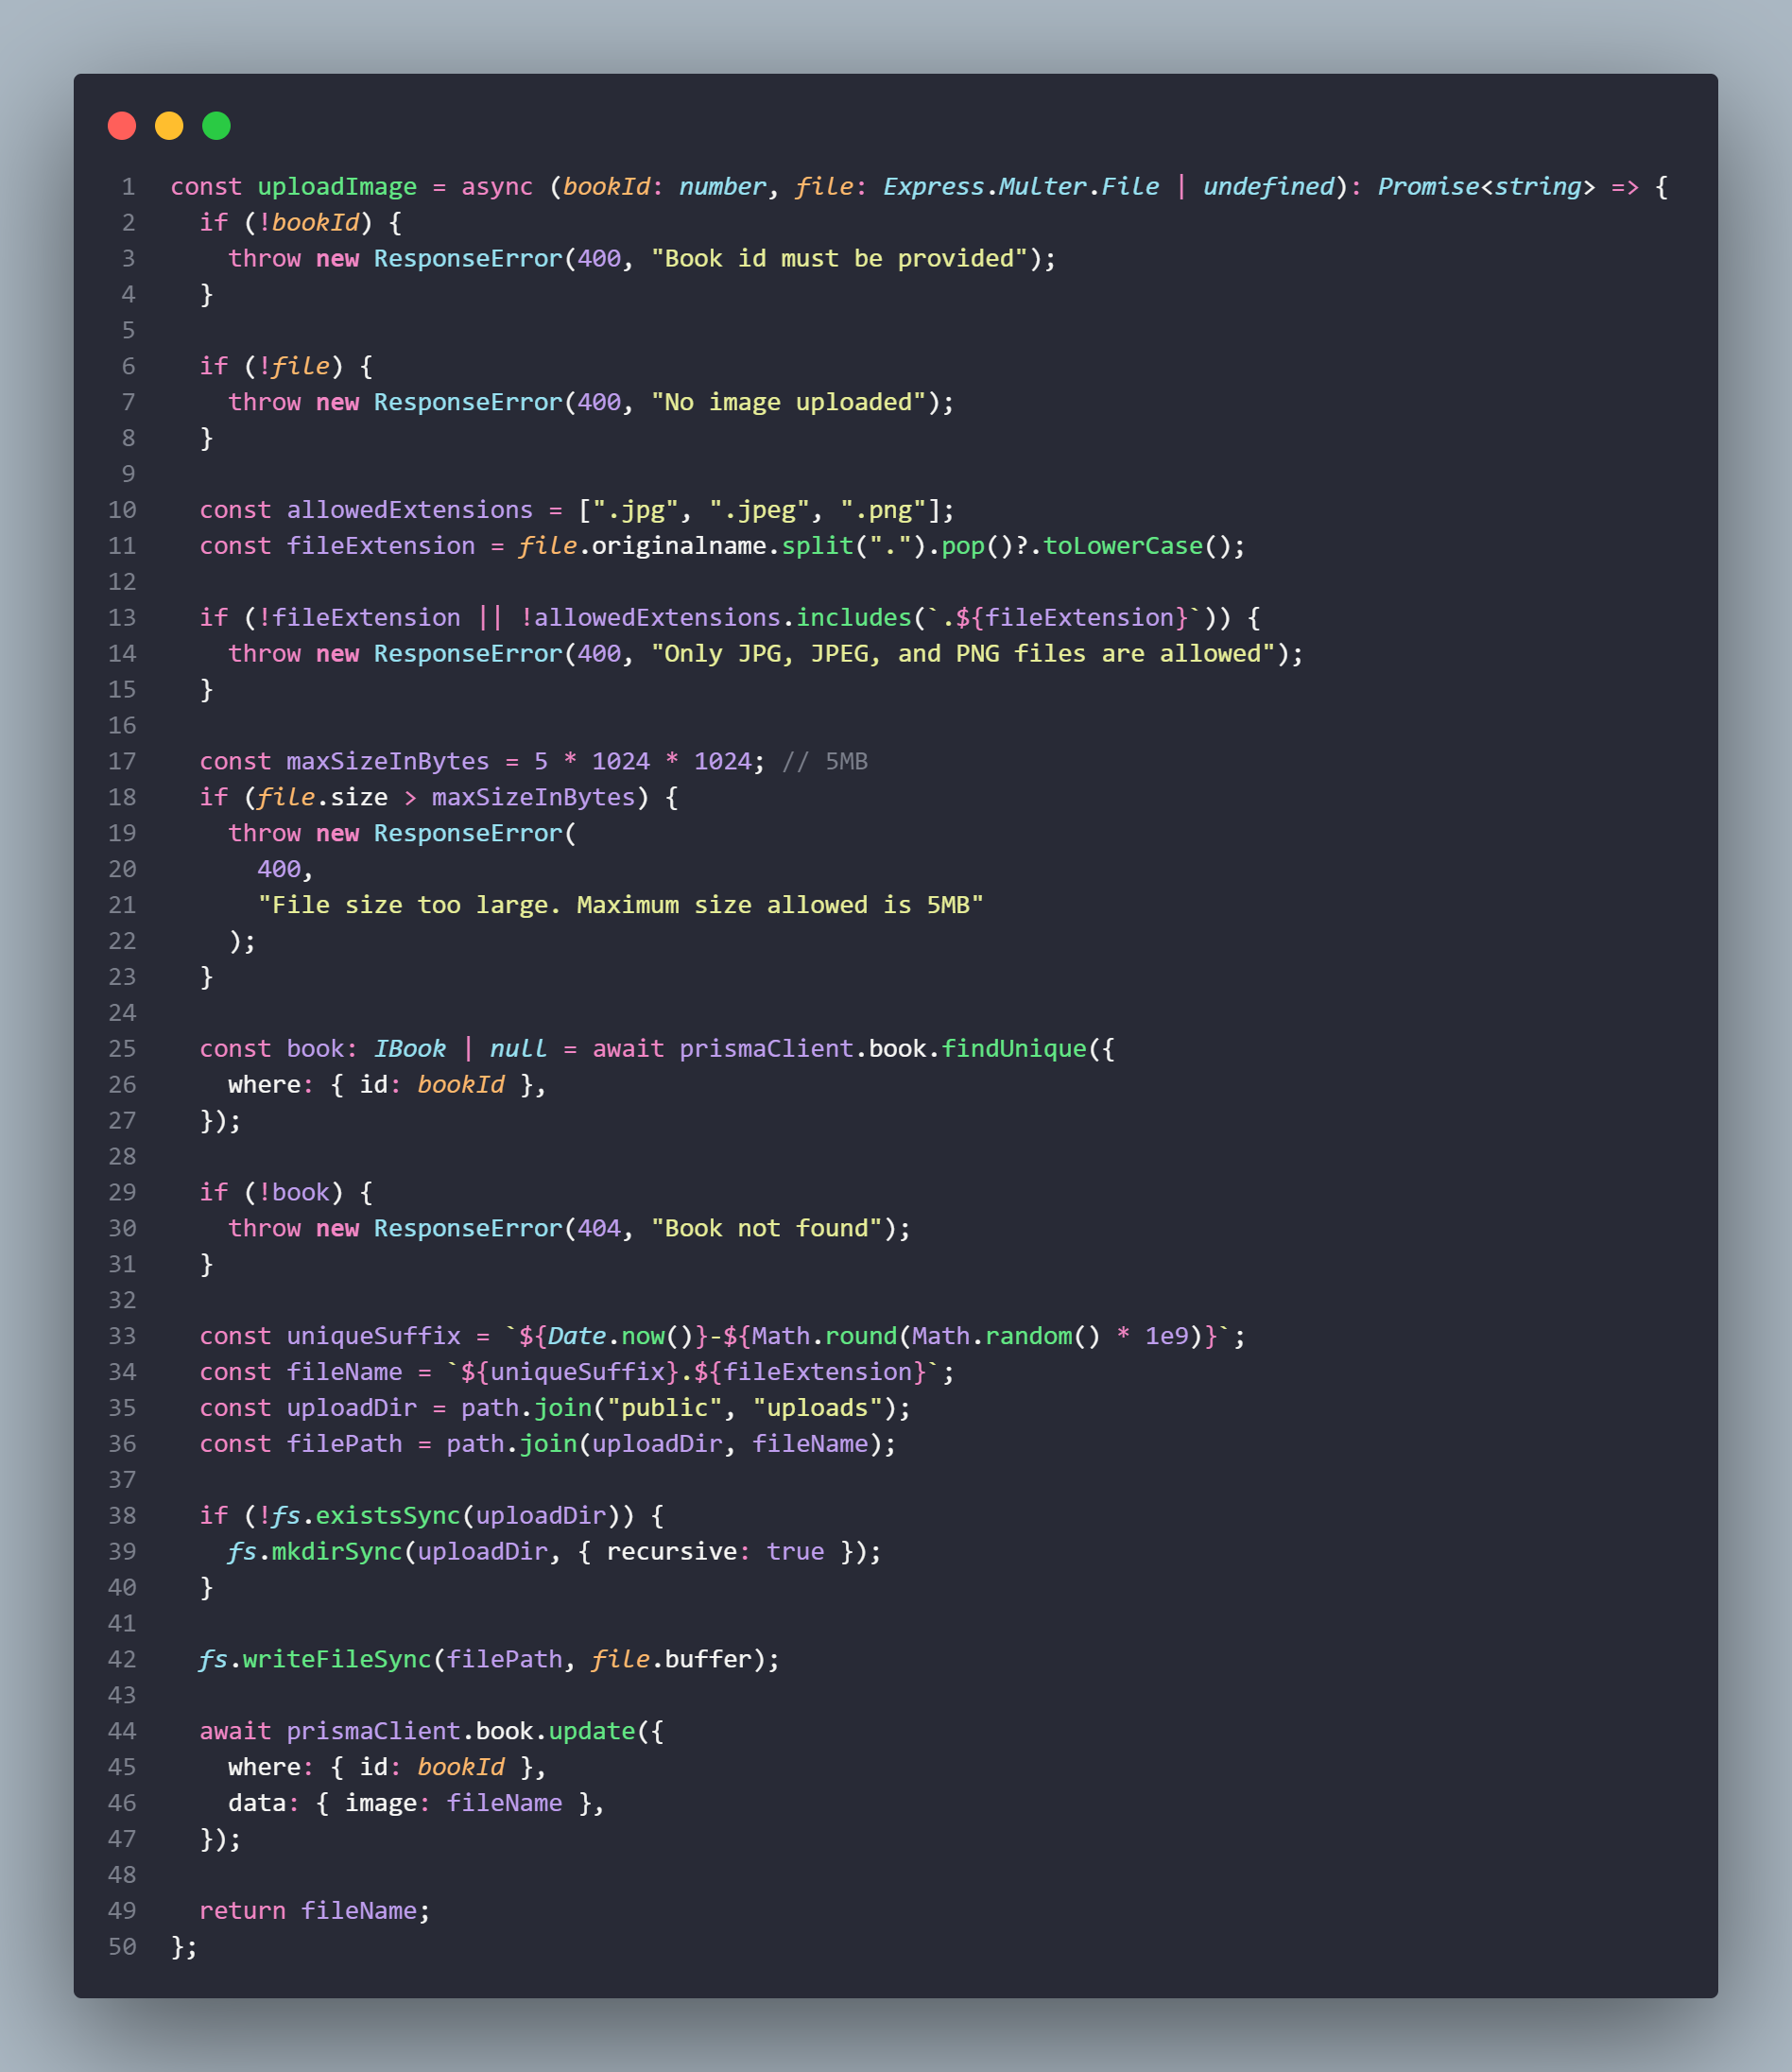 1 const uploadImage = async (bookId: number, file: Express.Multer.File | undefined): Promise<string> => {
2   if (!bookId) {
3     throw new ResponseError(400, "Book id must be provided");
4   }
5
6   if (!file) {
7     throw new ResponseError(400, "No image uploaded");
8   }
9
10   const allowedExtensions = [".jpg", ".jpeg", ".png"];
11   const fileExtension = file.originalname.split(".").pop()?.toLowerCase();
12
13   if (!fileExtension || !allowedExtensions.includes(`.${fileExtension}`)) {
14     throw new ResponseError(400, "Only JPG, JPEG, and PNG files are allowed");
15   }
16
17   const maxSizeInBytes = 5 * 1024 * 1024; // 5MB
18   if (file.size > maxSizeInBytes) {
19     throw new ResponseError(
20       400,
21       "File size too large. Maximum size allowed is 5MB"
22     );
23   }
24
25   const book: IBook | null = await prismaClient.book.findUnique({
26     where: { id: bookId },
27   });
28
29   if (!book) {
30     throw new ResponseError(404, "Book not found");
31   }
32
33   const uniqueSuffix = `${Date.now()}-${Math.round(Math.random() * 1e9)}`;
34   const fileName = `${uniqueSuffix}.${fileExtension}`;
35   const uploadDir = path.join("public", "uploads");
36   const filePath = path.join(uploadDir, fileName);
37
38   if (!fs.existsSync(uploadDir)) {
39     fs.mkdirSync(uploadDir, { recursive: true });
40   }
41
42   fs.writeFileSync(filePath, file.buffer);
43
44   await prismaClient.book.update({
45     where: { id: bookId },
46     data: { image: fileName },
47   });
48
49   return fileName;
50 };